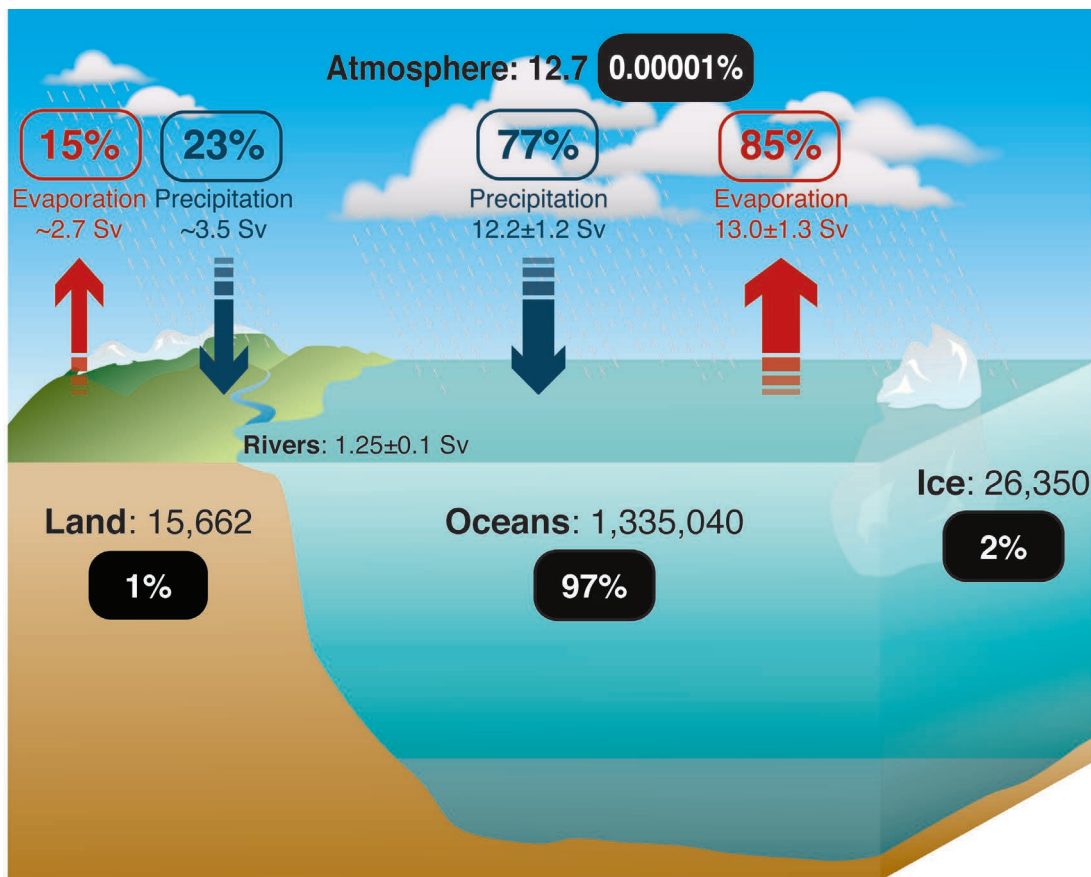 Atmosphere: 12.7 0.00001%
15% 23% 77% 85%
Evaporation Precipitation Precipitation Evaporation
~2.7 Sv ~3.5 Sv 12.2±1.2 Sv 13.0±1.3 Sv
Rivers: 1.25±0.1 Sv
Ice: 26,350
2%
Land: 15,662 Oceans: 1,335,040
1% 97%